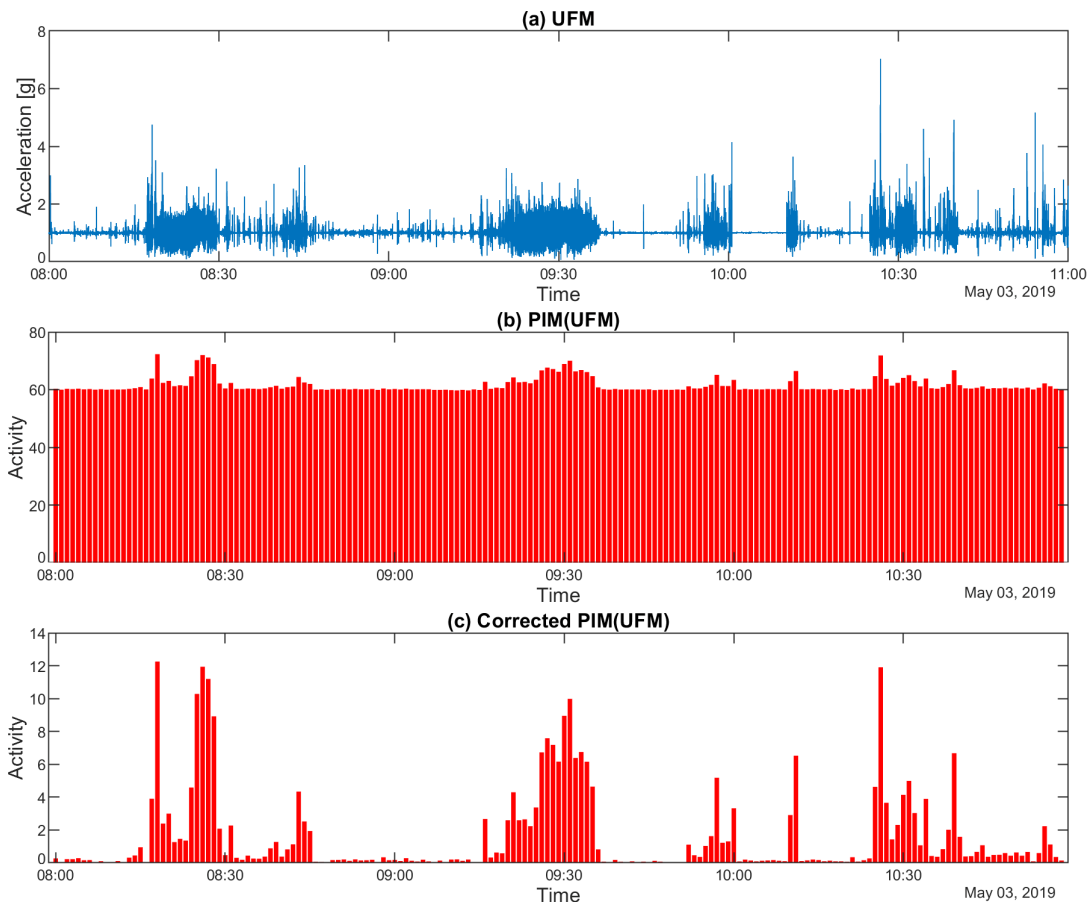 (a) UFM
8
6
4
2
0
Acceleration [g]
08:00 08:30 09:00 09:30 10:00 10:30 11:00
Time
May 03, 2019
(b) PIM(UFM)
80
60
40
20
0
Activity
08:00 08:30 09:00 09:30 10:00 10:30
Time
May 03, 2019
(c) Corrected PIM(UFM)
14
12
10
8
6
4
2
0
Activity
08:00 08:30 09:00 09:30 10:00 10:30
Time
May 03, 2019